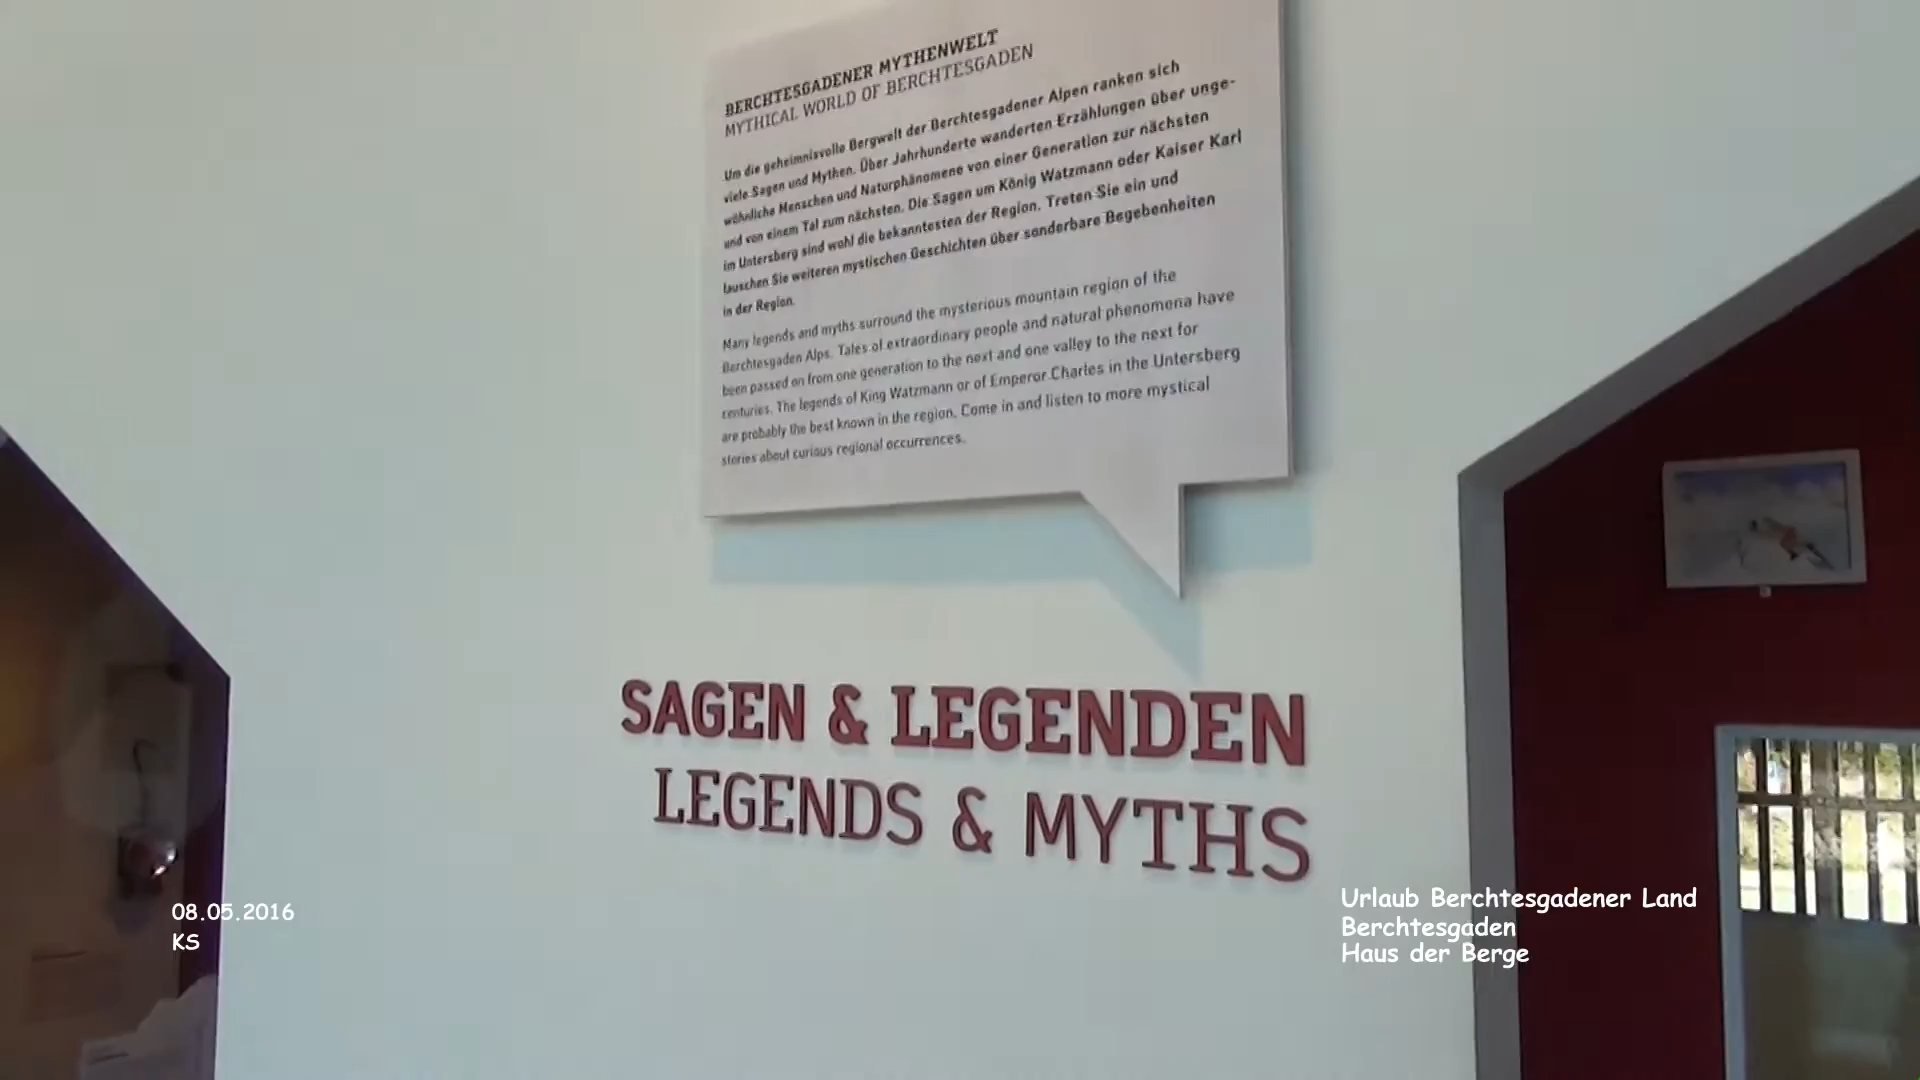 BERCHTESGADENER MYTHENWELT
MYTHICAL WORLD OF BERCHTESGADEN
Um die geheimnisvolle Bergwelt der Berchtesgadener Alpen ranken sich
viele Sagen und Mythen. Über Jahrhunderte wanderten Erzählungen über unge-
wöhnliche Menschen und Naturphänomene von einer Generation zur nächsten
und von einem Tal zum nächsten. Die Sagen um König Watzmann oder Kaiser Karl
im Untersberg sind wohl die bekanntesten der Region. Treten Sie ein und
lauschen Sie weiteren mystischen Geschichten über sonderbare Begebenheiten
in der Region.
Many legends and myths surround the mysterious mountain region of the
Berchtesgaden Alps. Tales of extraordinary people and natural phenomena have
been passed on from one generation to the next and one valley to the next for
centuries. The legends of King Watzmann or of Emperor Charles in the Untersberg
are probably the best known in the region. Come in and listen to more mystical
stories about curious regional occurrences.
SAGEN & LEGENDEN
LEGENDS & MYTHS
08.05.2016
KS
Urlaub Berchtesgadener Land
Berchtesgaden
Haus der Berge